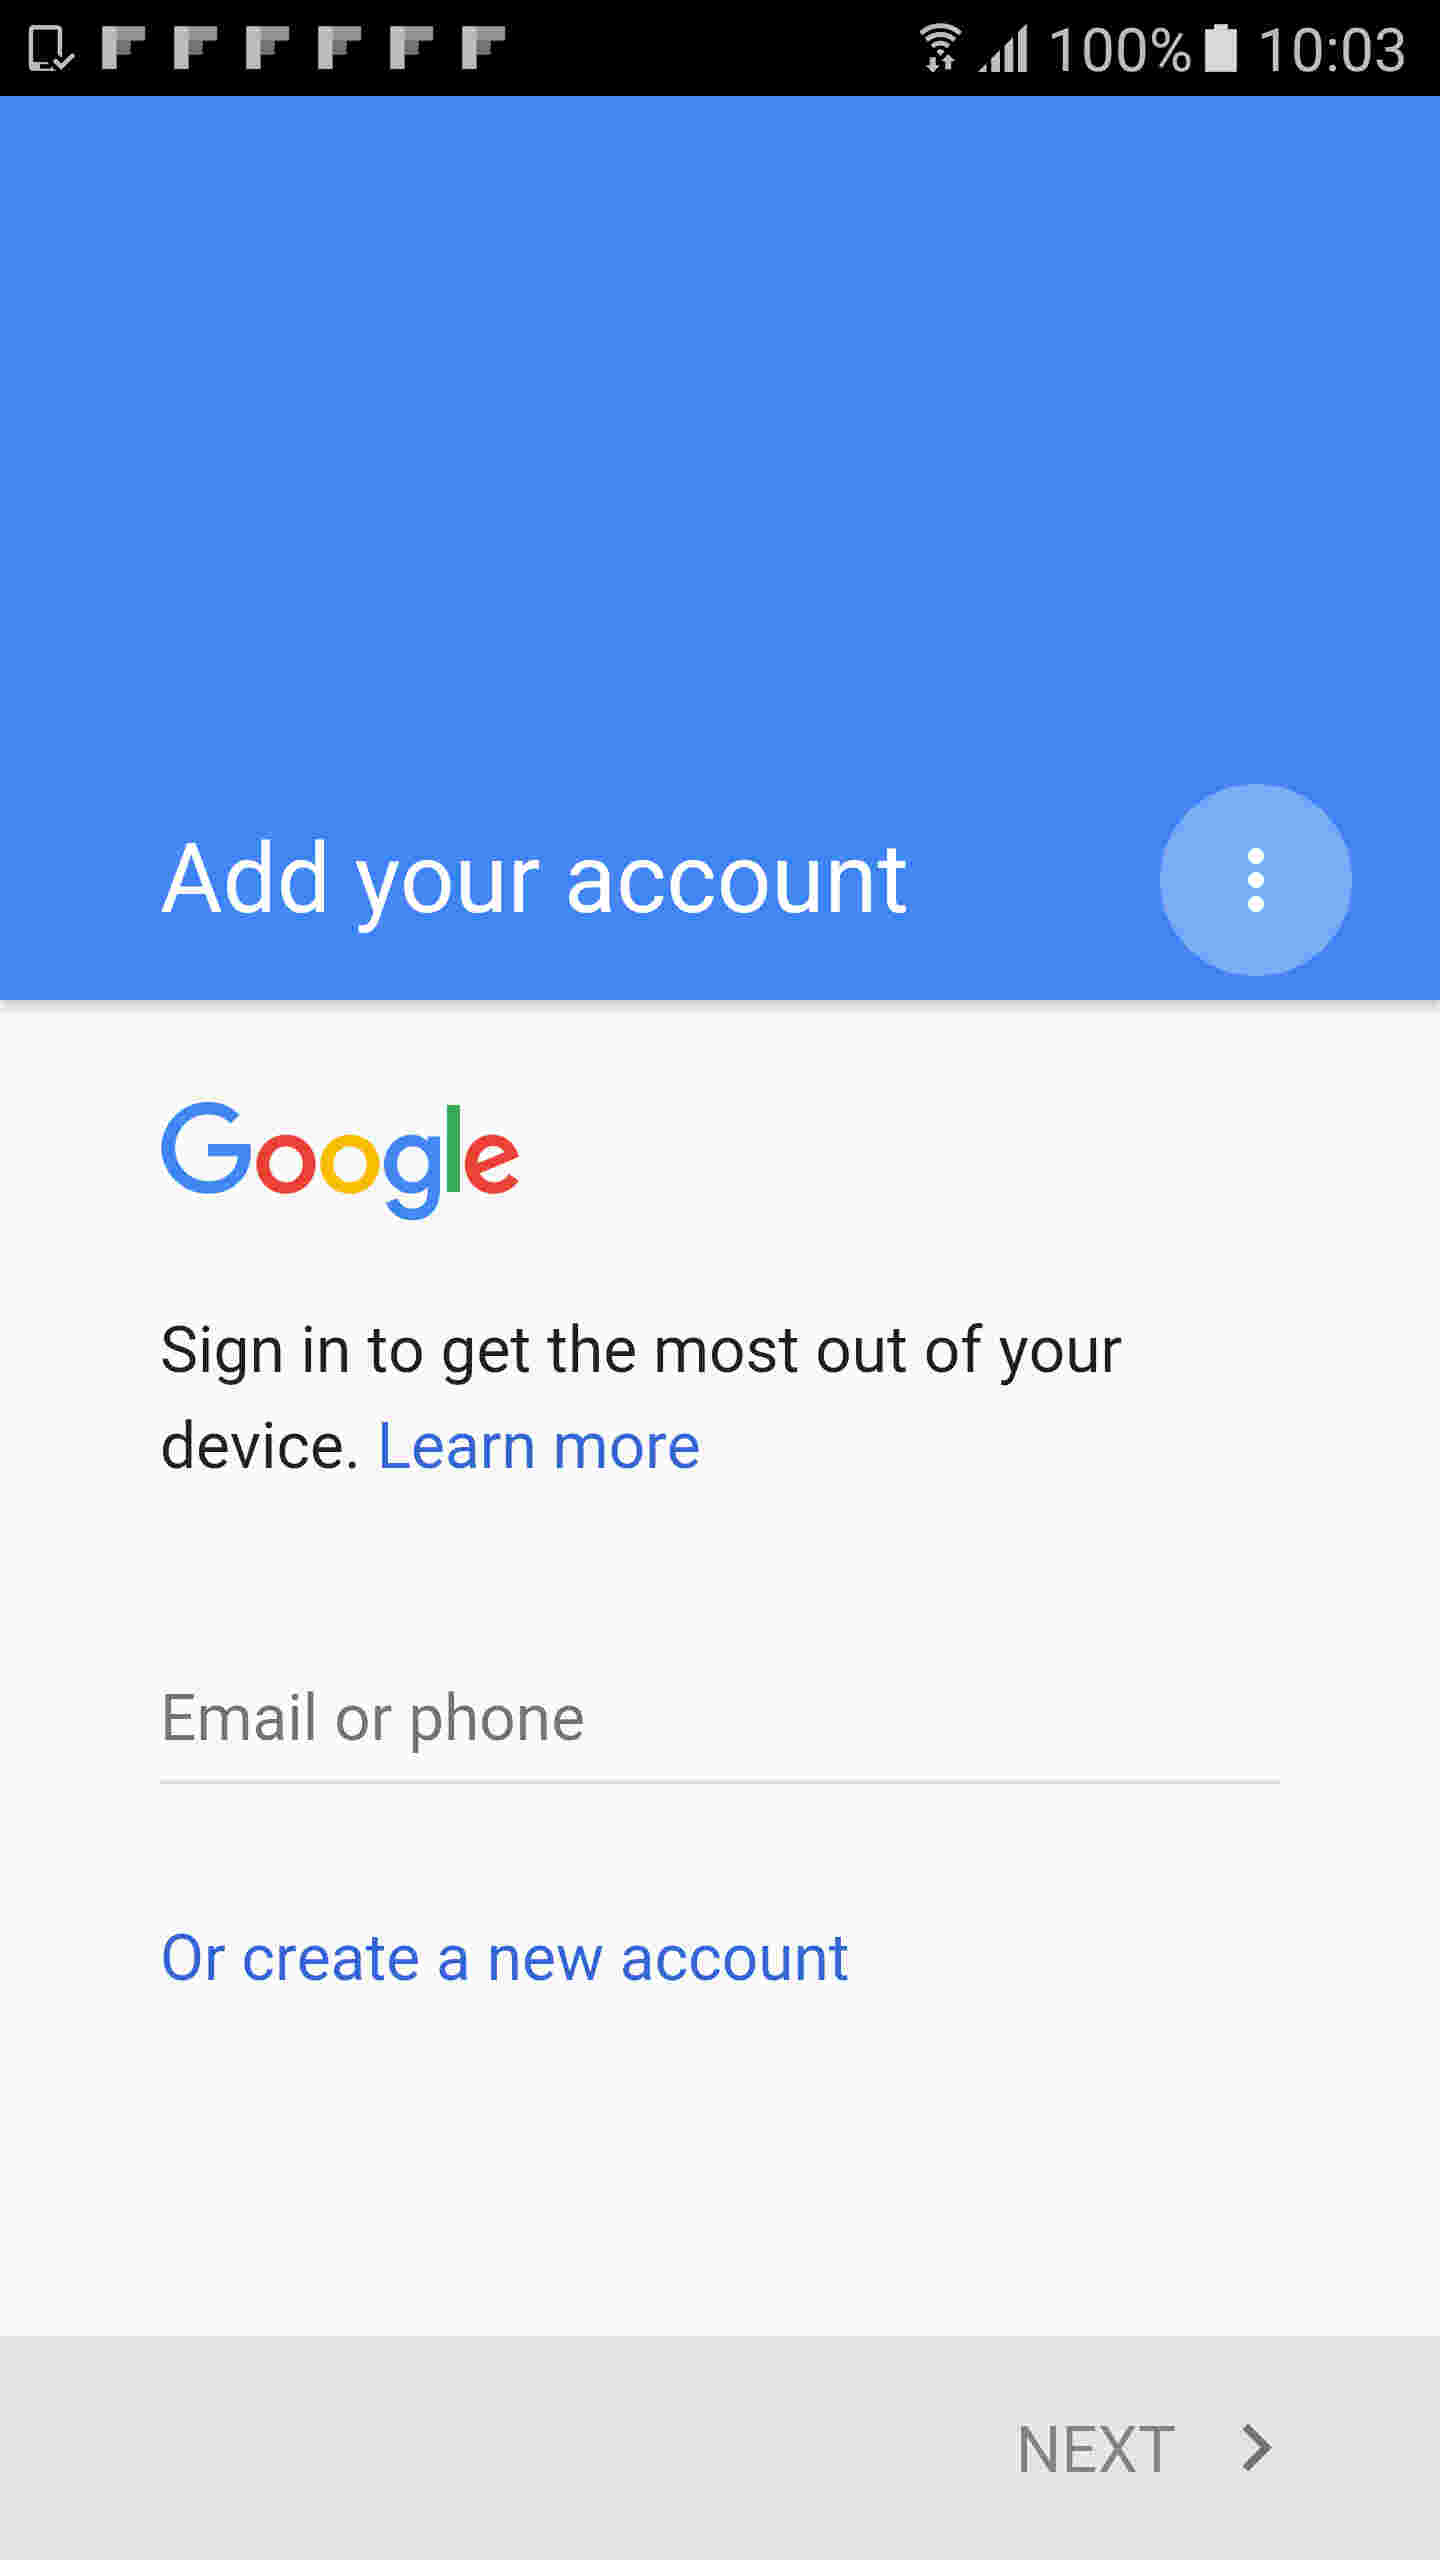 100% 10:03
Add your account
Google
Sign in to get the most out of your
device. Learn more
Email or phone
Or create a new account
NEXT